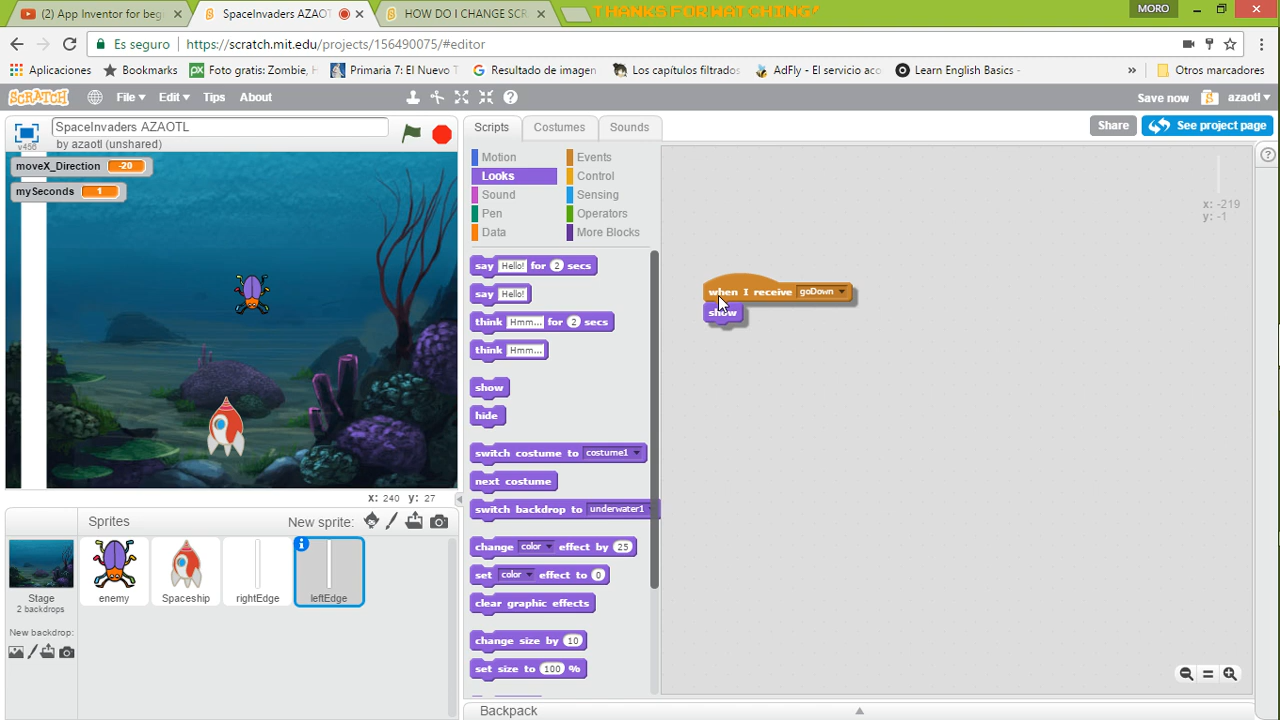 (2) App Inventor for beg
SpaceInvaders AZAOT
HOW DO I CHANGE SCR
THANKS FOR WATCHING!
MORO
Es seguro
https://scratch.mit.edu/projects/156490075/#editor
Aplicaciones
Bookmarks
Foto gratis: Zombie, H
Primaria 7: El Nuevo T
Resultado de imagen
Los capítulos filtrados
AdFly - El servicio aco
Learn English Basics -
»
Otros marcadores
SCRATCH
File
Edit
Tips
About
Save now
azaotl
SpaceInvaders AZAOTL
by azaotl (unshared)
v456
Scripts
Costumes
Sounds
Share
See project page
moveX_Direction -20
mySeconds 1
Motion
Events
Looks
Control
Sound
Sensing
Pen
Operators
Data
More Blocks
say Hello! for 2 secs
say Hello!
think Hmm... for 2 secs
think Hmm...
show
hide
switch costume to costume1
next costume
switch backdrop to underwater1
change color effect by 25
set color effect to 0
clear graphic effects
change size by 10
set size to 100 %
when I receive goDown
show
x: -219
y: -1
x: 240 y: 27
Sprites
New sprite:
Stage
2 backdrops
New backdrop:
enemy
Spaceship
rightEdge
leftEdge
Backpack